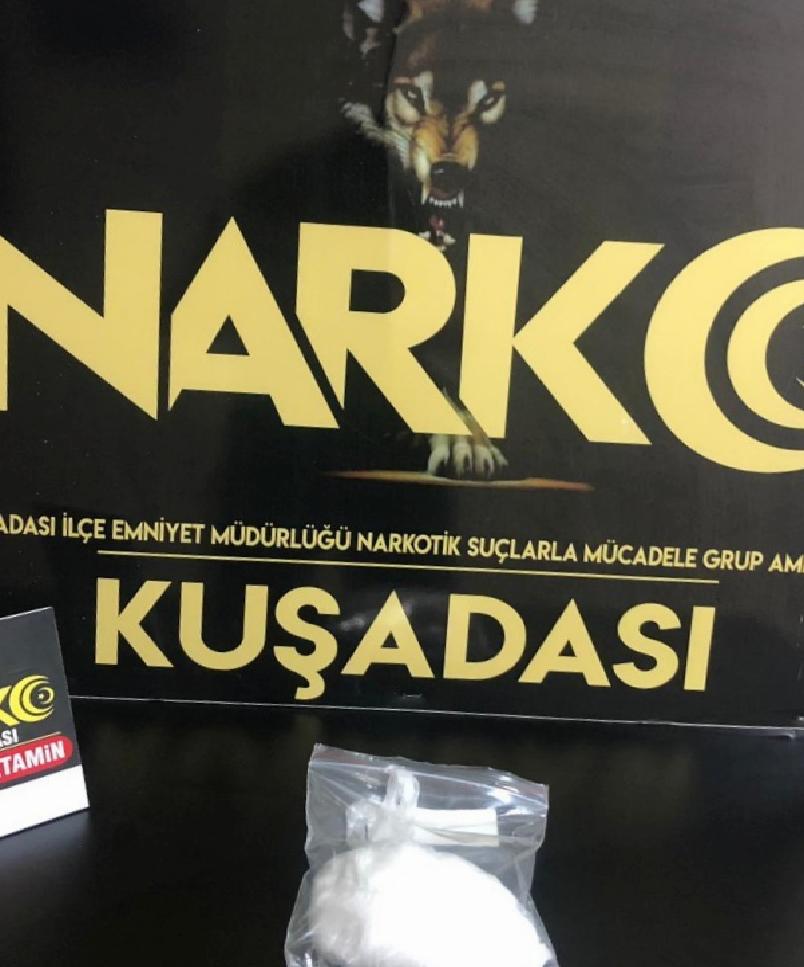 NARKO
ADASI İLÇE EMNİYET MÜDÜRLÜĞÜ NARKOTİK SUÇLARLA MÜCADELE GRUP AM
KUŞADASI
KO
ASI
TAMİN